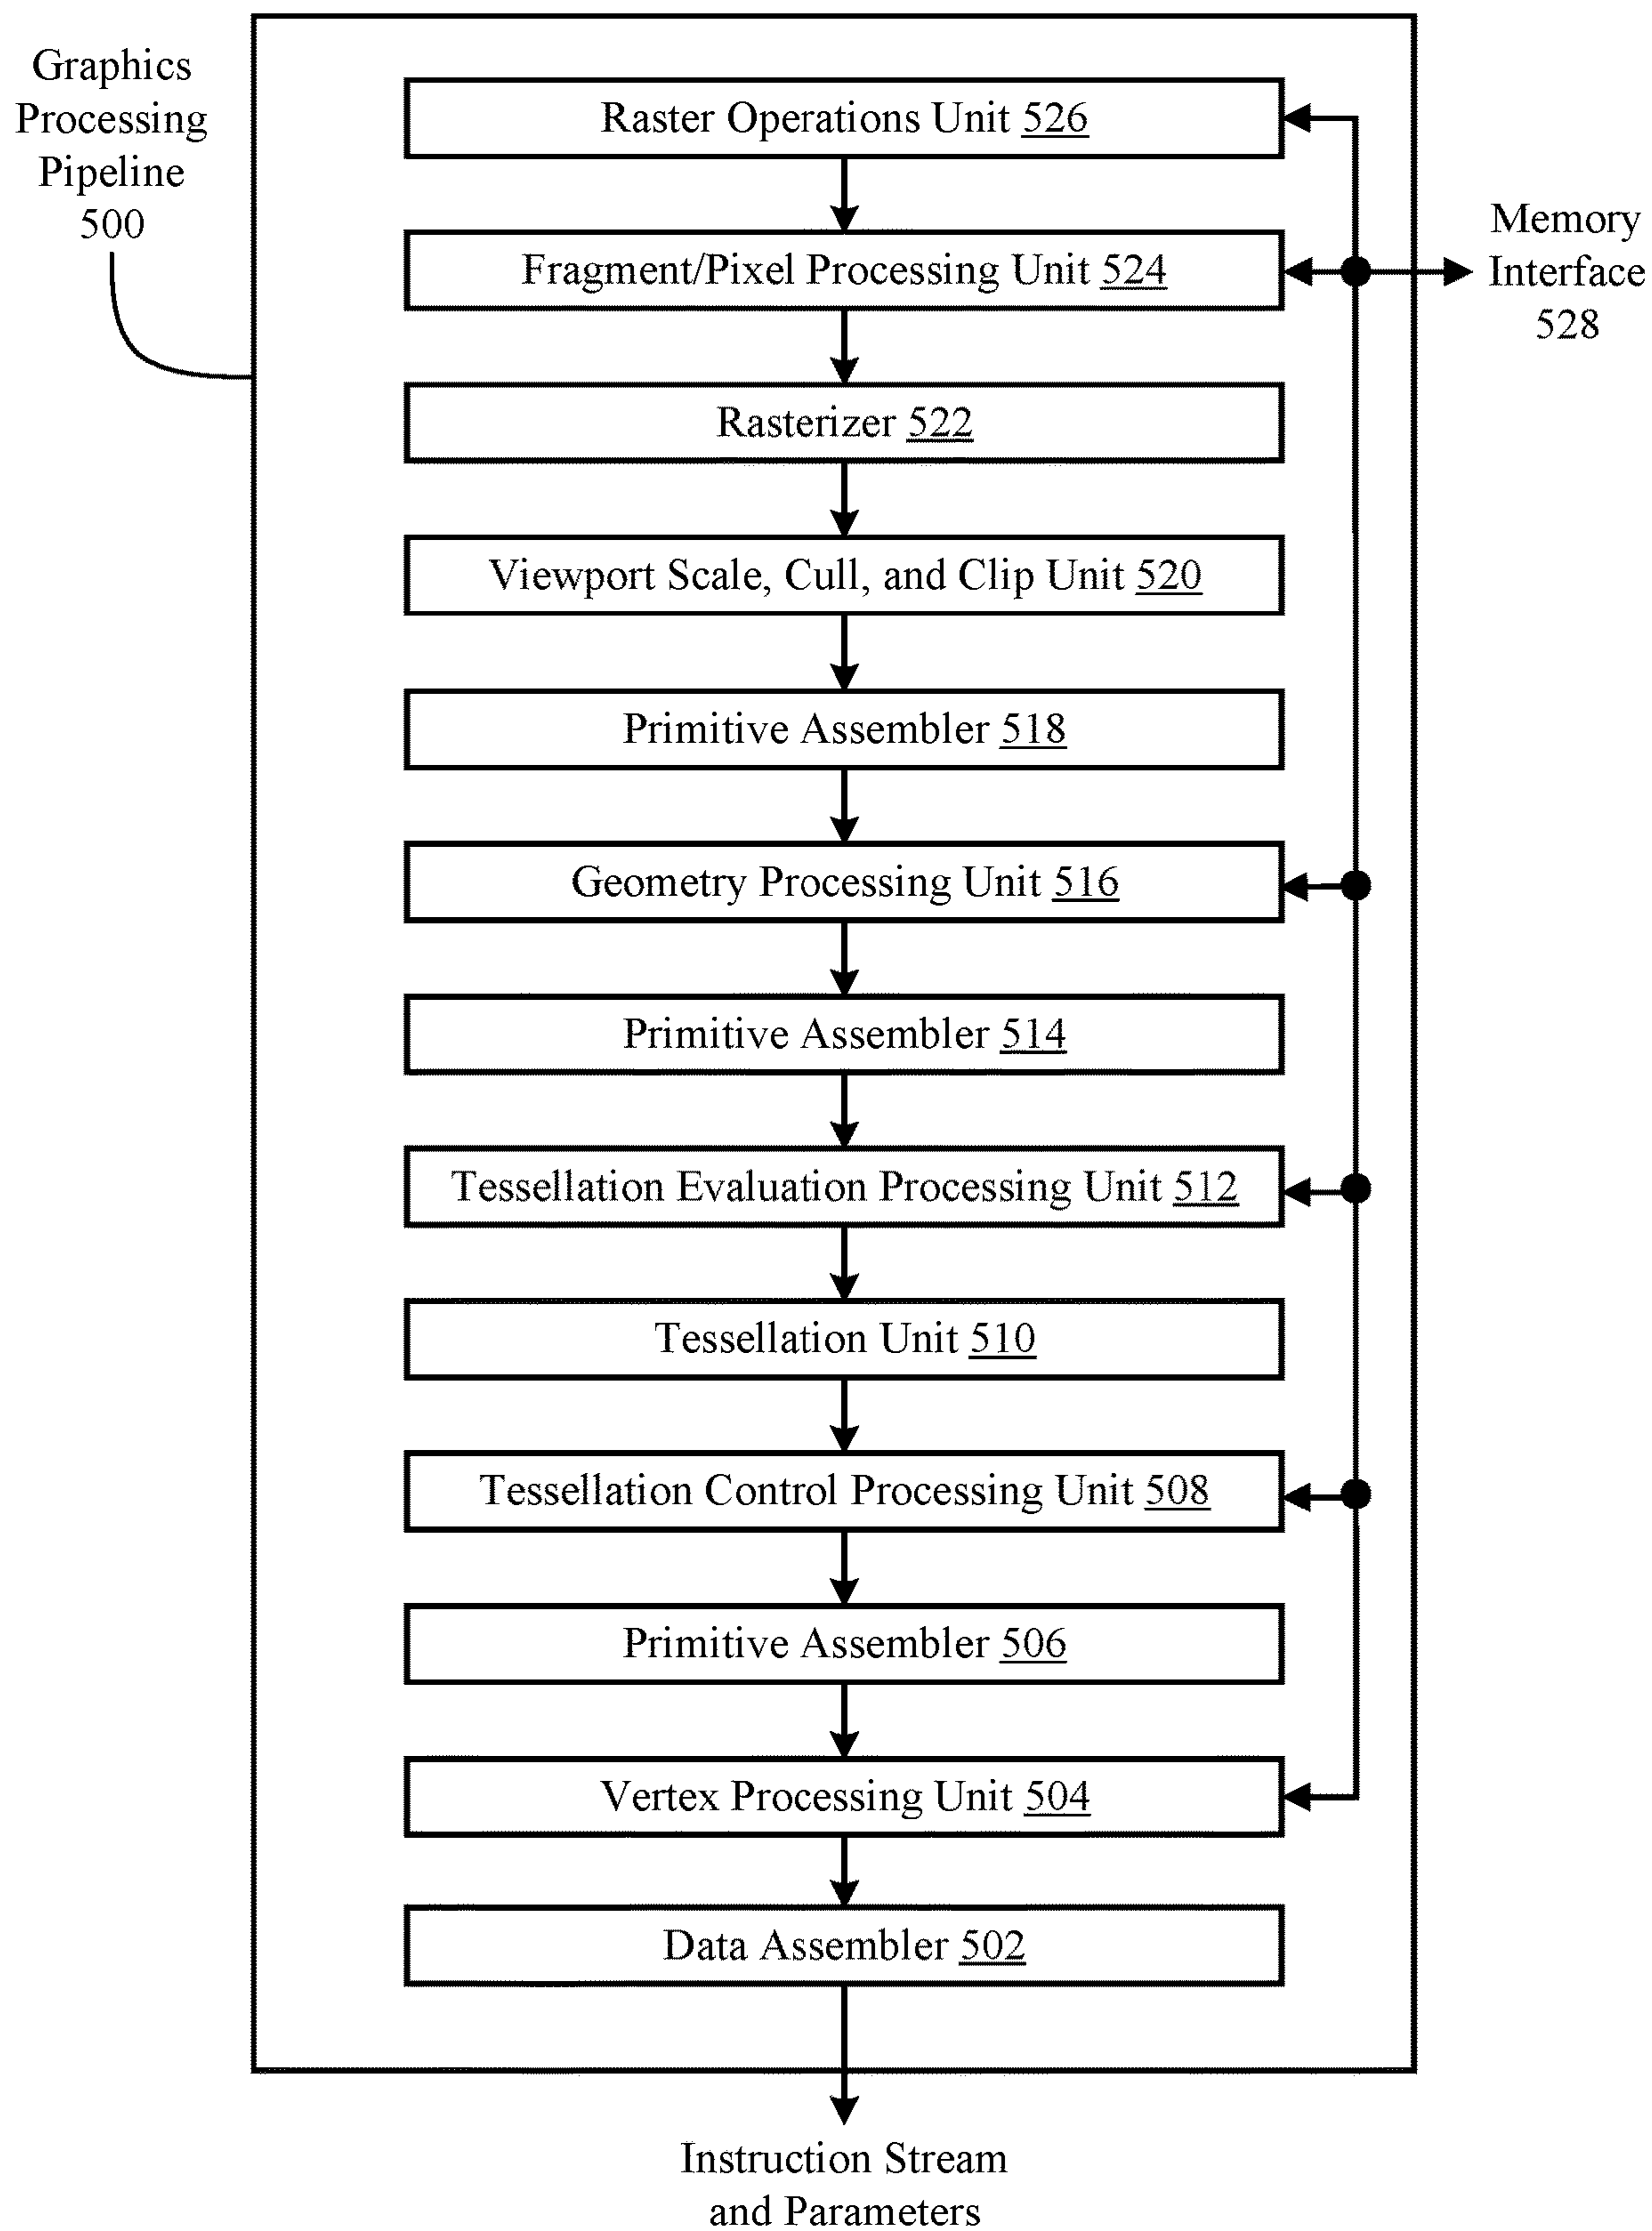 Graphics
Processing
Pipeline
500
Raster Operations Unit 526
Fragment/Pixel Processing Unit 524
Memory
Interface
528
Rasterizer 522
Viewport Scale, Cull, and Clip Unit 520
Primitive Assembler 518
Geometry Processing Unit 516
Primitive Assembler 514
Tessellation Evaluation Processing Unit 512
Tessellation Unit 510
Tessellation Control Processing Unit 508
Primitive Assembler 506
Vertex Processing Unit 504
Data Assembler 502
Instruction Stream
and Parameters